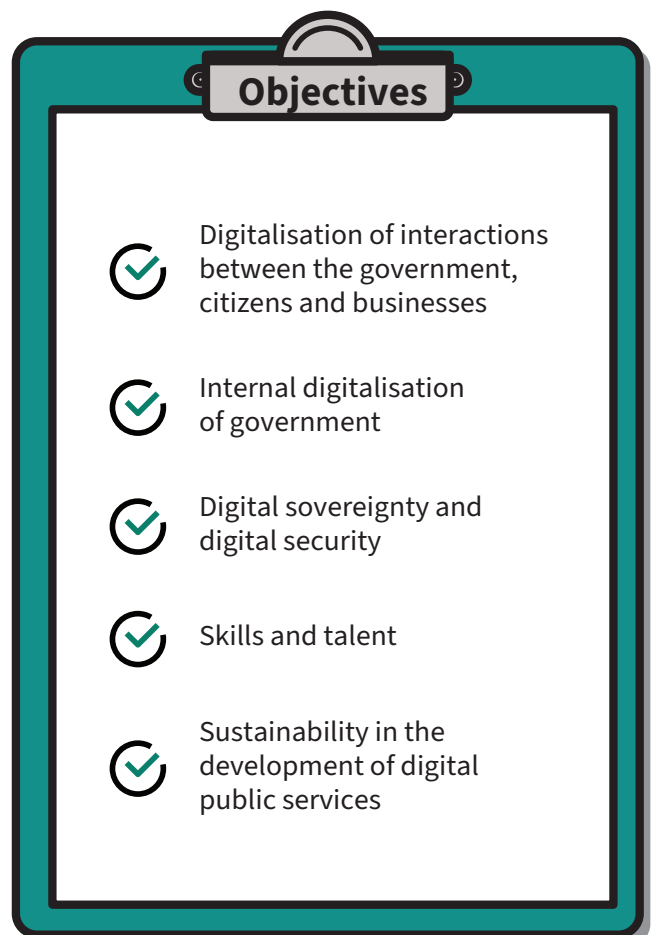 Objectives
Digitalisation of interactions
between the government,
citizens and businesses
Internal digitalisation
of government
Digital sovereignty and
digital security
Skills and talent
Sustainability in the
development of digital
public services